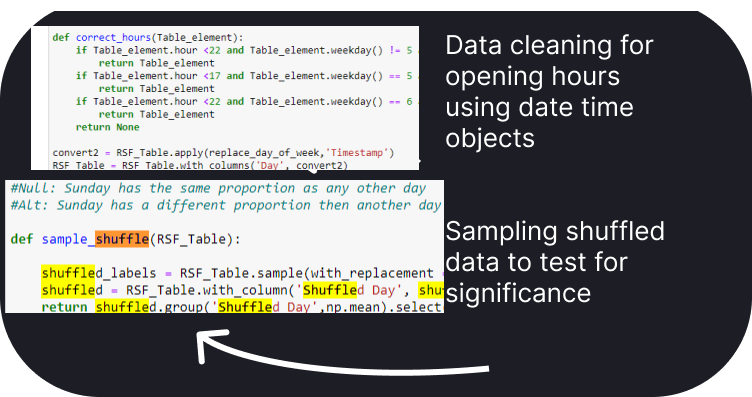 def correct_hours(Table_element):
if Table_element.hour <22 and Table_element.weekday() != 5
return Table_element
if Table_element.hour <17 and Table_element.weekday() == 5
return Table_element
if Table_element.hour <22 and Table_element.weekday() == 6
return Table_element
return None
convert2 = RSF_Table.apply(replace_day_of_week,'Timestamp')
RSF_Table = RSF_Table.with_columns('Day', convert2)
Data cleaning for
opening hours
using date time
objects
#Null: Sunday has the same proportion as any other day
#Alt: Sunday has a different proportion then another day
def sample_shuffle(RSF_Table):
shuffled_labels = RSF_Table.sample(with_replacement =
shuffled = RSF_Table.with_column('Shuffled Day', shu
return shuffled.group('Shuffled Day',np.mean).select
Sampling shuffled
data to test for
significance